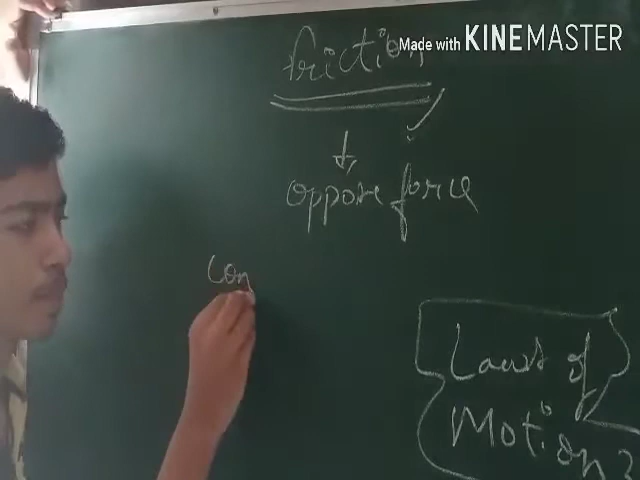 friction
Made with KINEMASTER
oppose force
Con
Laws of
Motion